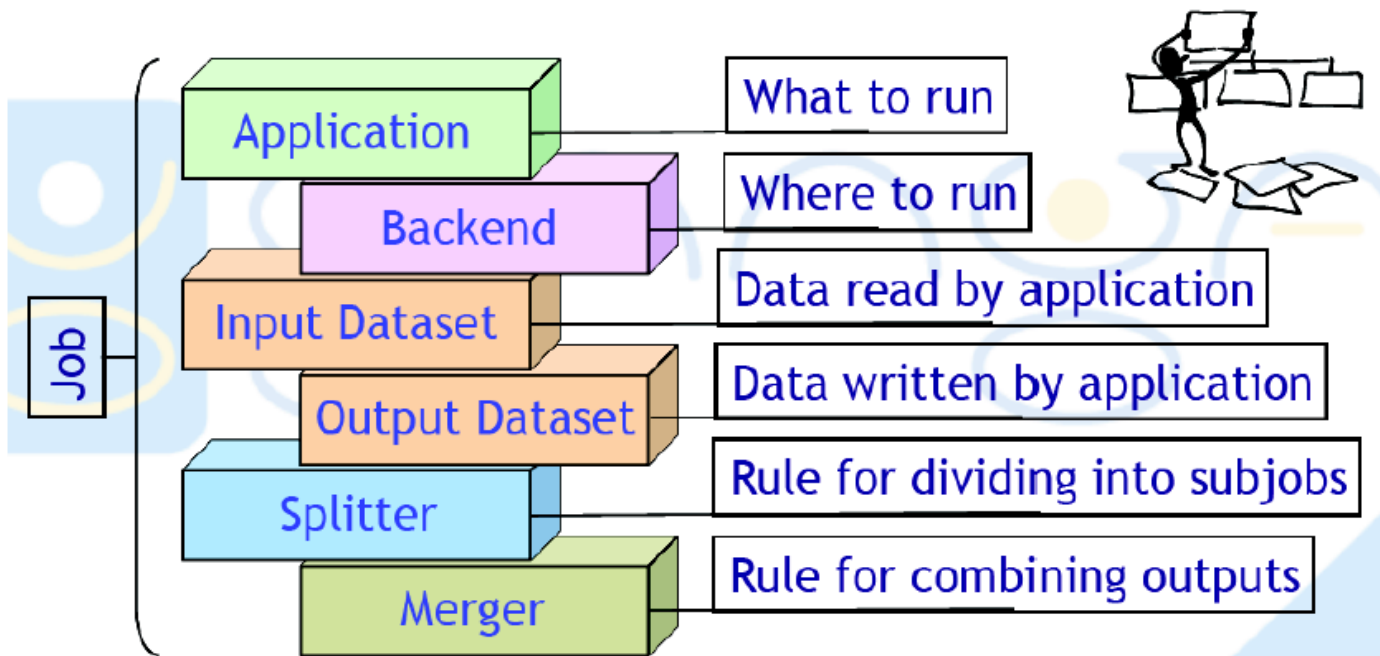 Application
What to run
Backend
Where to run
Input Dataset
Data read by application
Job
Output Dataset
Data written by application
Splitter
Rule for dividing into subjobs
Merger
Rule for combining outputs